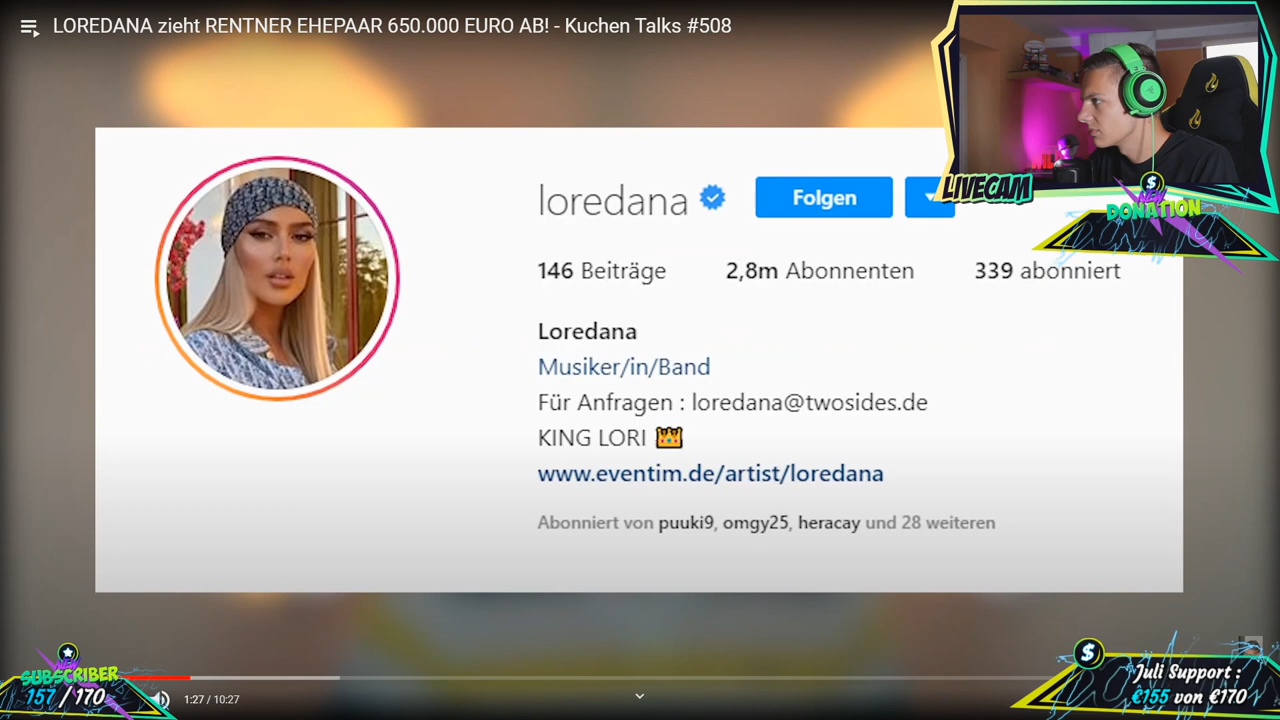 LOREDANA zieht RENTNER EHEPAAR 650.000 EURO AB! - Kuchen Talks #508
loredana
Folgen
146 Beiträge 2,8m Abonnenten 339 abonniert
Loredana
Musiker/in/Band
Für Anfragen : loredana@twosides.de
KING LORI 👑
www.eventim.de/artist/loredana
Abonniert von puuki9, omgy25, heracay und 28 weiteren
LIVECAM
$
NEW
DONATION
NEW
SUBSCRIBER
157 / 170
1:27 / 10:27
$
Juli Support :
€155 von €170